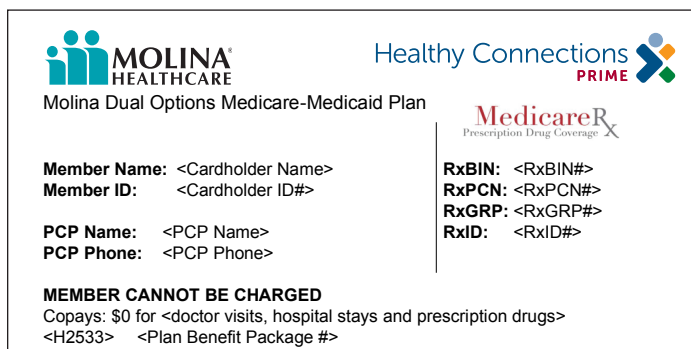 MOLINA®
HEALTHCARE
Healthy Connections
PRIME
Molina Dual Options Medicare-Medicaid Plan
MedicareRx
Prescription Drug Coverage
Member Name: <Cardholder Name>
Member ID: <Cardholder ID#>
PCP Name: <PCP Name>
PCP Phone: <PCP Phone>
RxBIN: <RxBIN#>
RxPCN: <RxPCN#>
RxGRP: <RxGRP#>
RxID: <RxID#>
MEMBER CANNOT BE CHARGED
Copays: $0 for <doctor visits, hospital stays and prescription drugs>
<H2533> <Plan Benefit Package #>